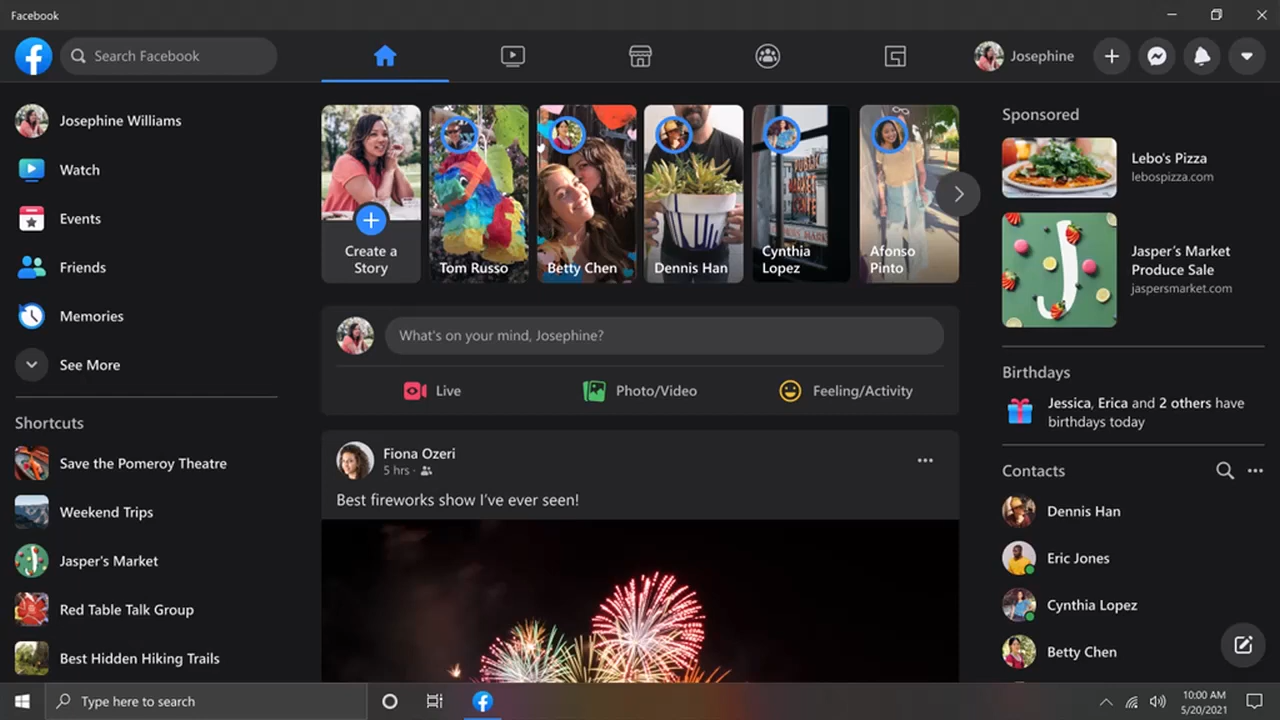 Facebook
Search Facebook
Josephine
Josephine Williams
Watch
Events
Friends
Memories
See More
Shortcuts
Save the Pomeroy Theatre
Weekend Trips
Jasper's Market
Red Table Talk Group
Best Hidden Hiking Trails
Create a
Story
Tom Russo
Betty Chen
Dennis Han
PUBLIC
MARKET
Cynthia
Lopez
Afonso
Pinto
What's on your mind, Josephine?
Live
Photo/Video
Feeling/Activity
Fiona Ozeri
5 hrs ·
Best fireworks show I've ever seen!
Sponsored
Lebo's Pizza
lebospizza.com
Jasper's Market
Produce Sale
jaspersmarket.com
Birthdays
Jessica, Erica and 2 others have
birthdays today
Contacts
Dennis Han
Eric Jones
Cynthia Lopez
Betty Chen
Type here to search
10:00 AM
5/20/2021